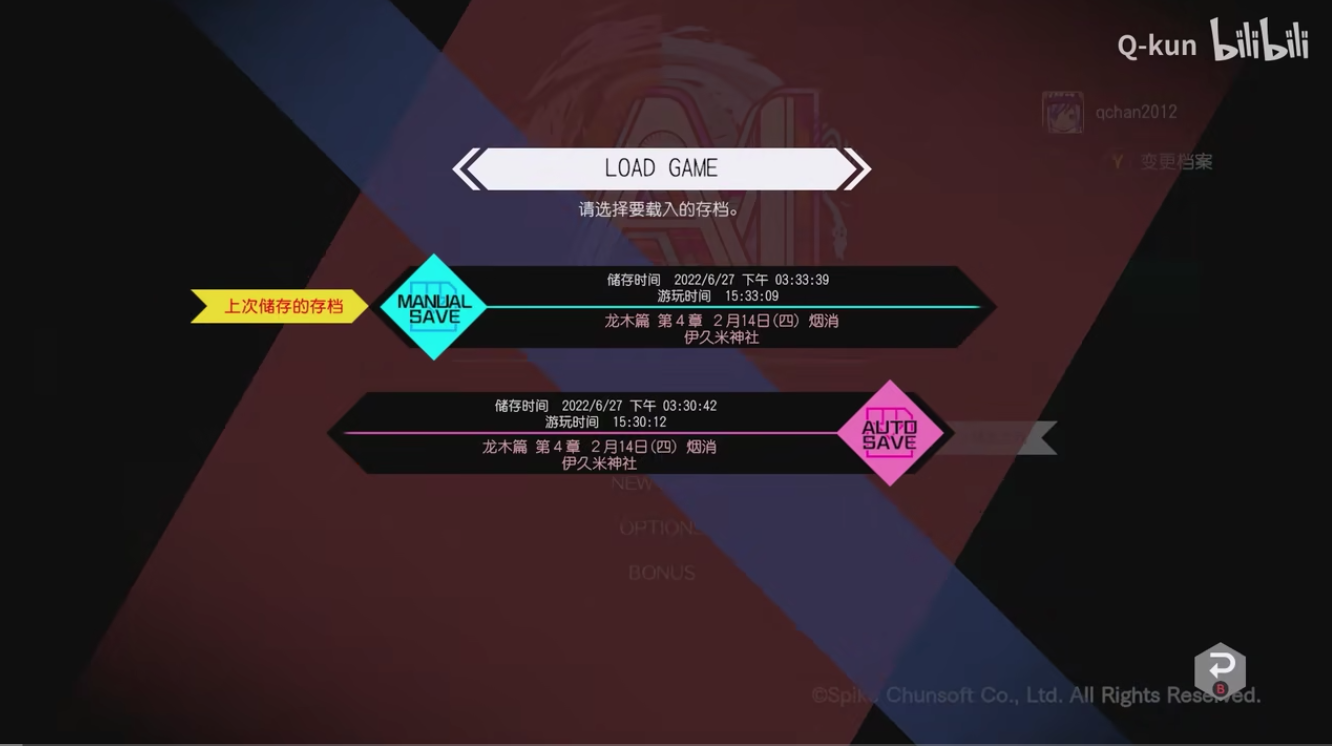 Q-kun bilibili
qchan2012
Y 变更档案
LOAD GAME
请选择要载入的存档。
AI
上次储存的存档
MANUAL
SAVE
储存时间 2022/6/27 下午 03:33:39
游玩时间 15:33:09
龙木篇 第4章 2月14日(四) 烟消
伊久米神社
储存时间 2022/6/27 下午 03:30:42
游玩时间 15:30:12
龙木篇 第4章 2月14日(四) 烟消
伊久米神社
AUTO
SAVE
NEW
OPTIONS
BONUS
B
©Spike Chunsoft Co., Ltd. All Rights Reserved.